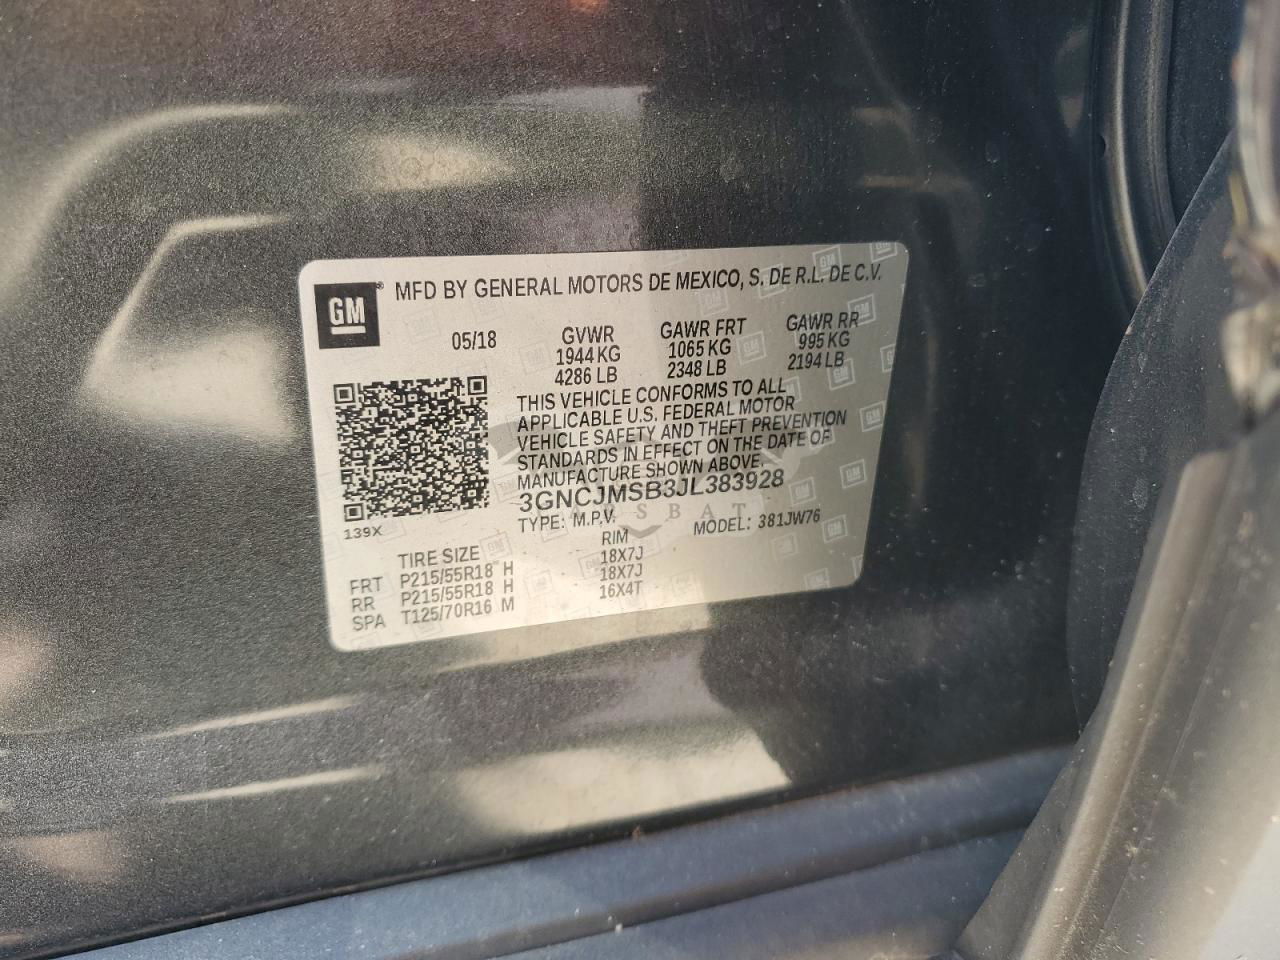 GM
MFD BY GENERAL MOTORS DE MEXICO, S. DE R.L. DE C.V.
05/18 GVWR GAWR FRT GAWR RR
1944 KG 1065 KG 995 KG
4286 LB 2348 LB 2194 LB
THIS VEHICLE CONFORMS TO ALL
APPLICABLE U.S. FEDERAL MOTOR
VEHICLE SAFETY AND THEFT PREVENTION
STANDARDS IN EFFECT ON THE DATE OF
MANUFACTURE SHOWN ABOVE.
3GNCJMSB3JL383928
TYPE: M.P.V. MODEL: 381JW76
139X
TIRE SIZE RIM
FRT P215/55R18 H 18X7J
RR P215/55R18 H 18X7J
SPA T125/70R16 M 16X4T